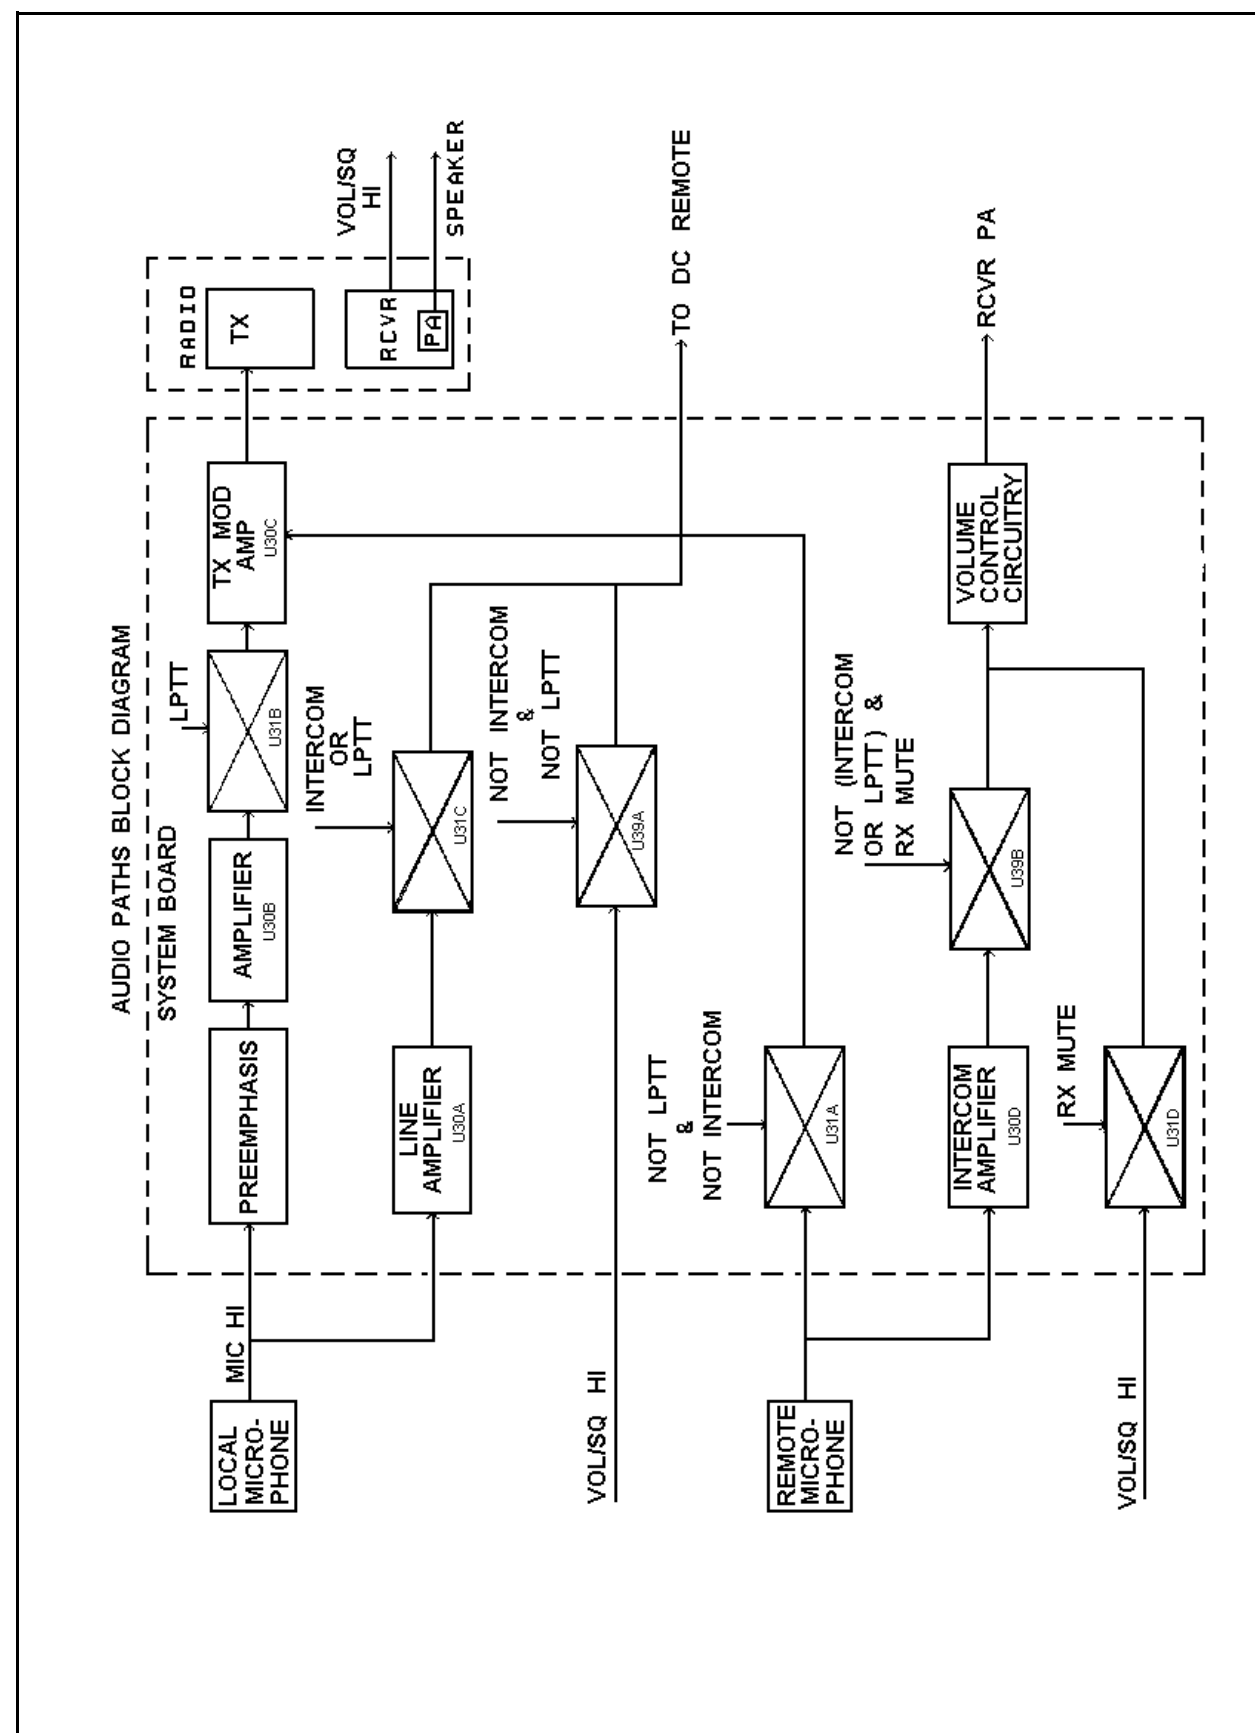 AUDIO PATHS BLOCK DIAGRAM
SYSTEM BOARD
RADIO
LPTT
LOCAL
MICRO-
PHONE
MIC HI
PREEMPHASIS
AMPLIFIER
U30B
U31B
TX MOD
AMP
U30C
TX
VOL/SQ
HI
RCVR
PA
SPEAKER
INTERCOM
OR
LPTT
LINE
AMPLIFIER
U30A
U31C
NOT INTERCOM
&
NOT LPTT
VOL/SQ HI
U39A
TO DC REMOTE
NOT LPTT
&
NOT INTERCOM
REMOTE
MICRO-
PHONE
U31A
NOT (INTERCOM
OR LPTT) &
RX MUTE
INTERCOM
AMPLIFIER
U30D
U39B
VOLUME
CONTROL
CIRCUITRY
RCVR PA
RX MUTE
VOL/SQ HI
U31D